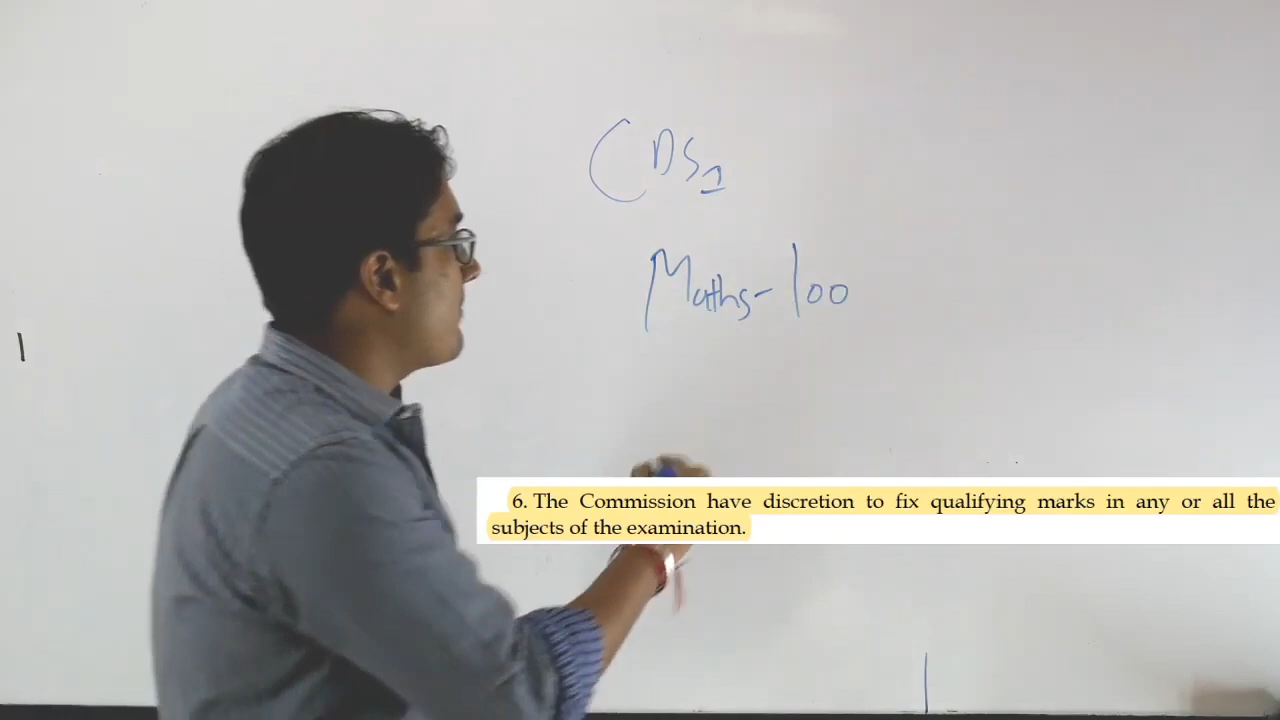 CDS1
Maths-100
6. The Commission have discretion to fix qualifying marks in any or all the
subjects of the examination.